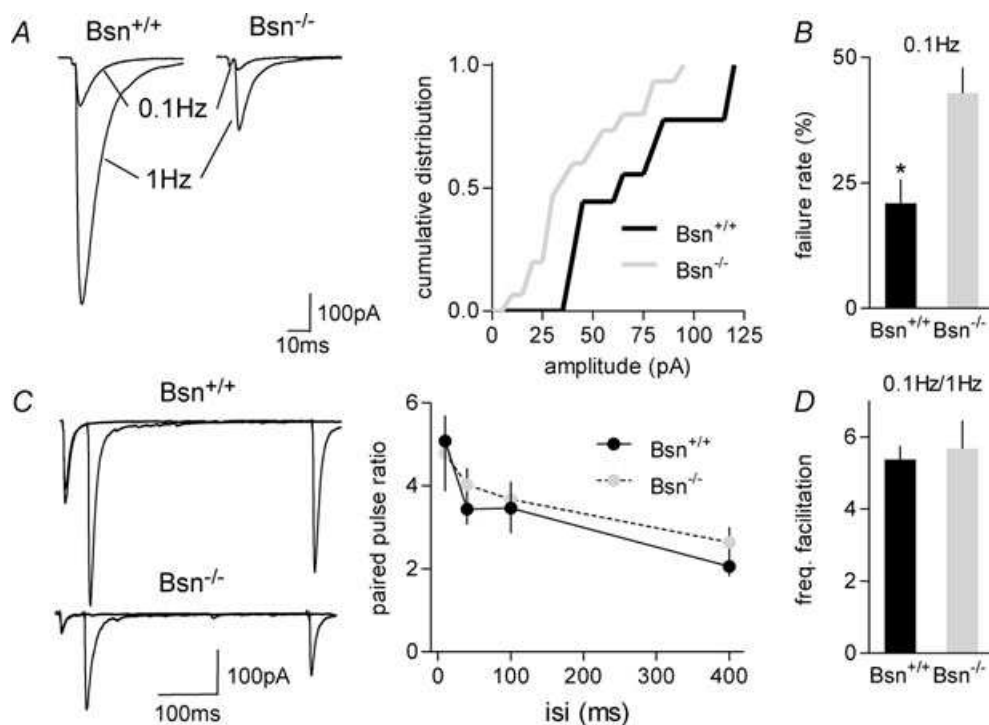 A
Bsn+/+
Bsn-/-
0.1Hz
1Hz
100pA
10ms
cumulative distribution
1.0
0.5
0.0
25
50
75
100
125
amplitude (pA)
Bsn+/+
Bsn-/-
B
0.1Hz
failure rate (%)
50
25
0
*
Bsn+/+ Bsn-/-
C
Bsn+/+
Bsn-/-
100pA
100ms
paired pulse ratio
6
4
2
0
0
100
200
300
400
isi (ms)
Bsn+/+
Bsn-/-
D
0.1Hz/1Hz
freq. facilitation
6
4
2
0
Bsn+/+ Bsn-/-